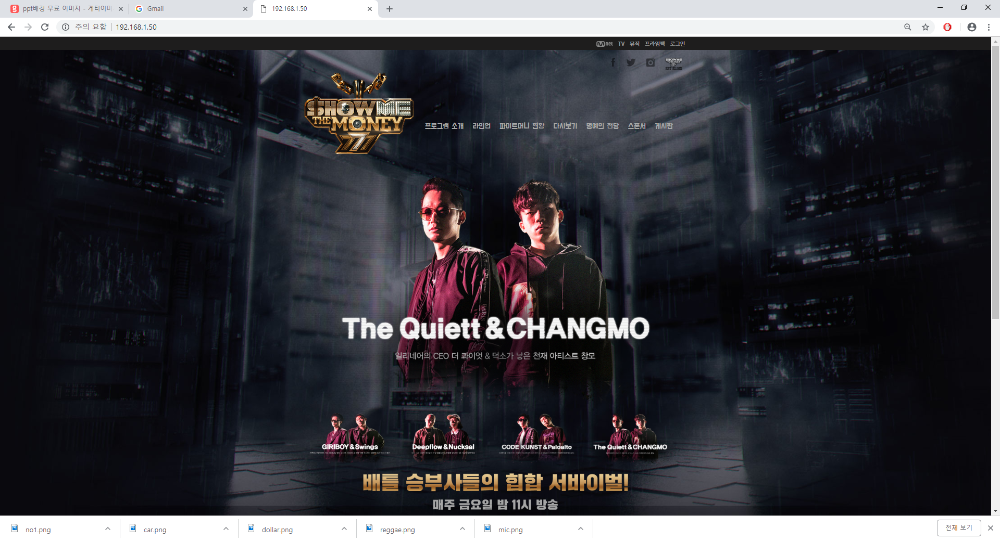 ppt배경 무료 이미지 - 게티이미
Gmail
192.168.1.50
주의 요함
192.168.1.50
Mnet TV 뮤직 프라임팩 로그인
SHOW ME
THE MONEY
777
프로그램 소개 라인업 파이트머니 현황 다시보기 명예의 전당 스폰서 게시판
The Quiett & CHANGMO
일리네어의 CEO 더 콰이엇 & 덕소가 낳은 천재 아티스트 창모
GIRIBOY & Swings
Deepflow & Nucksal
CODE KUNST & Paloalto
The Quiett & CHANGMO
배틀 승부사들의 힙합 서바이벌!
매주 금요일 밤 11시 방송
no1.png
car.png
dollar.png
reggae.png
mic.png
전체 보기